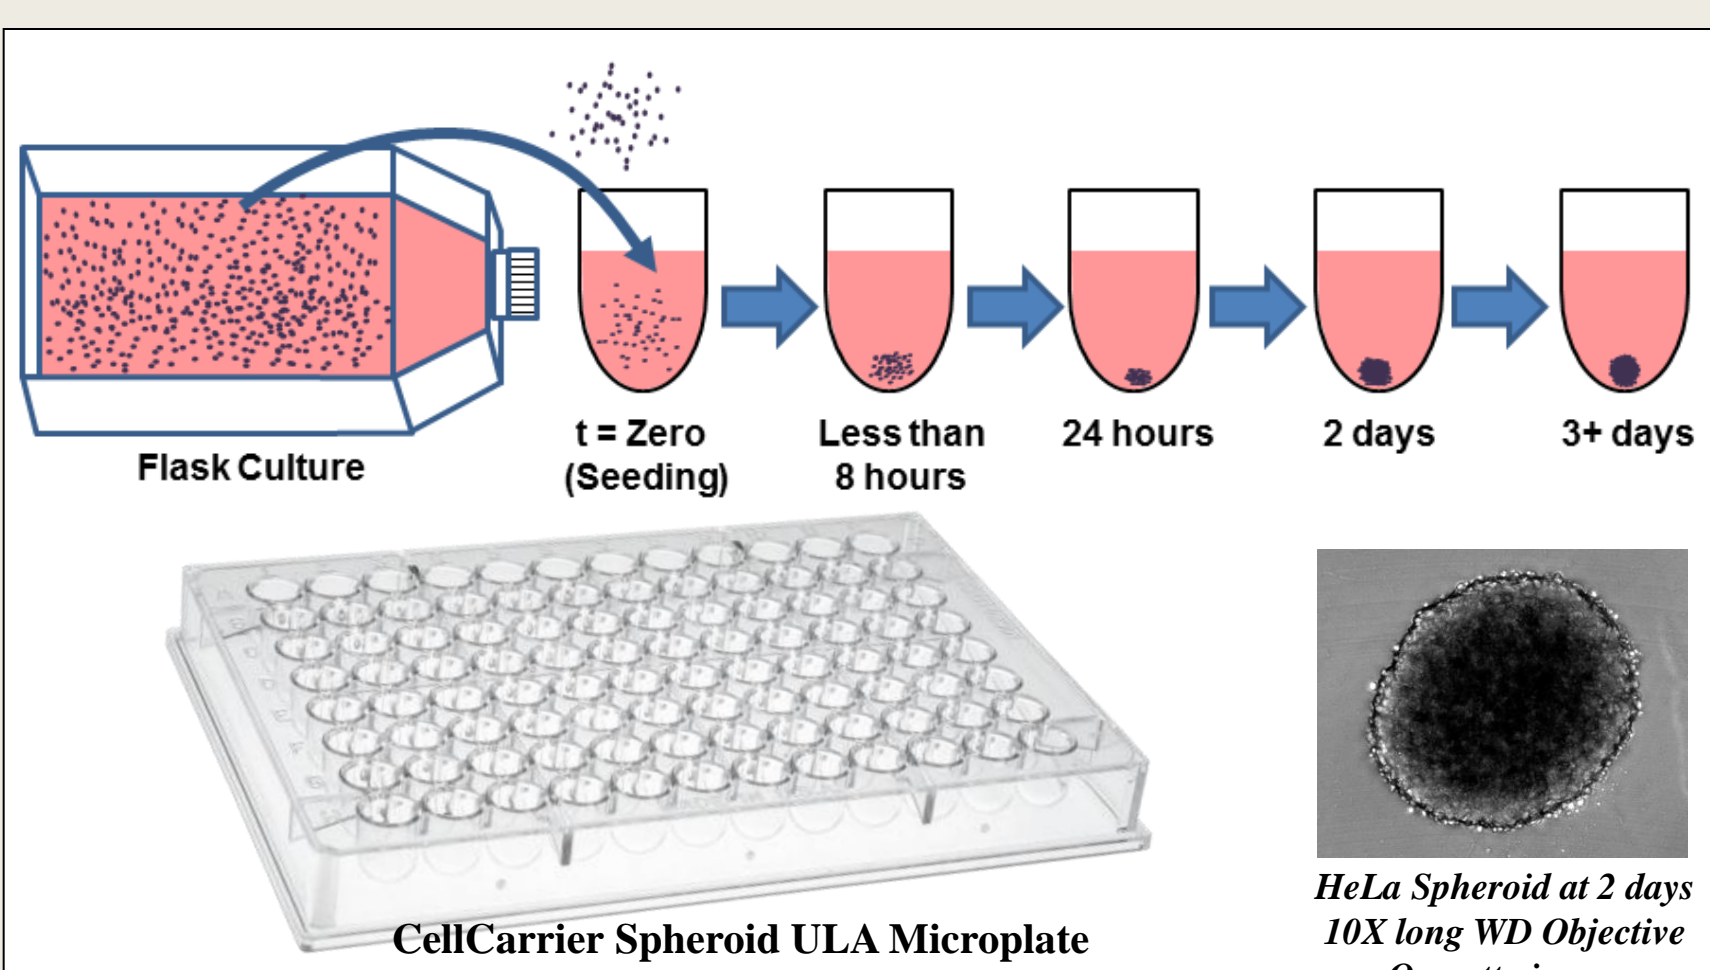 Flask Culture
t = Zero
(Seeding)
Less than
8 hours
24 hours
2 days
3+ days
CellCarrier Spheroid ULA Microplate
HeLa Spheroid at 2 days
10X long WD Objective